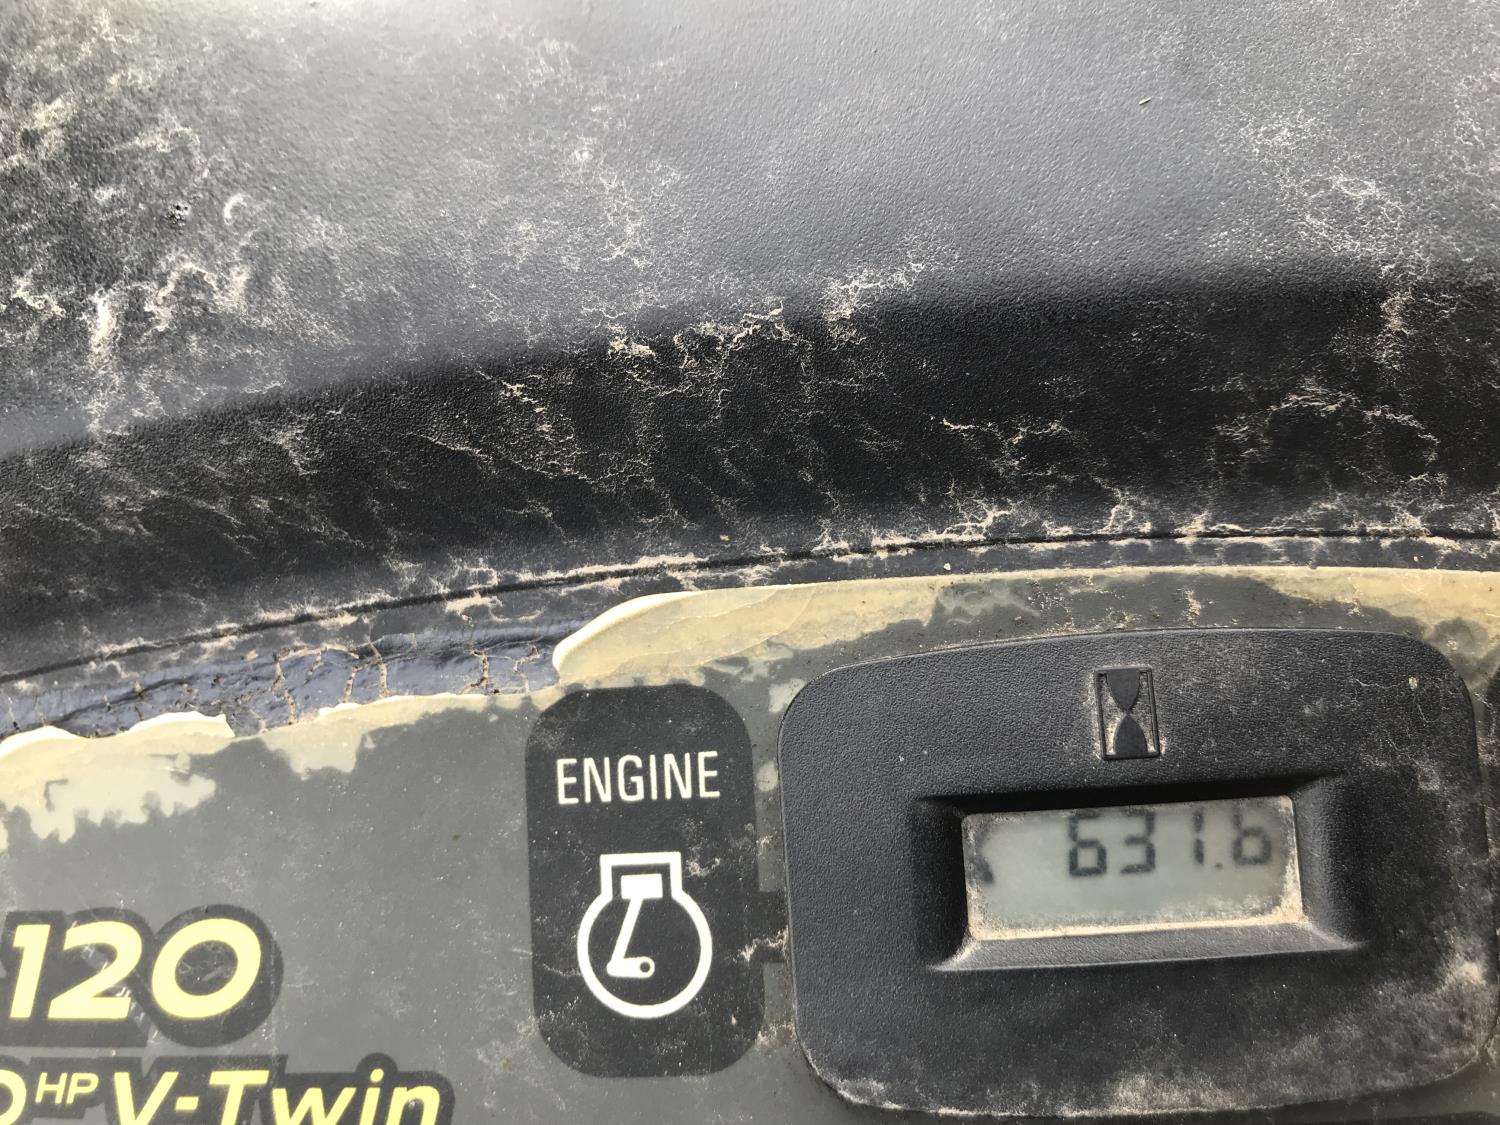 ENGINE
631.6
120
HP V-Twin